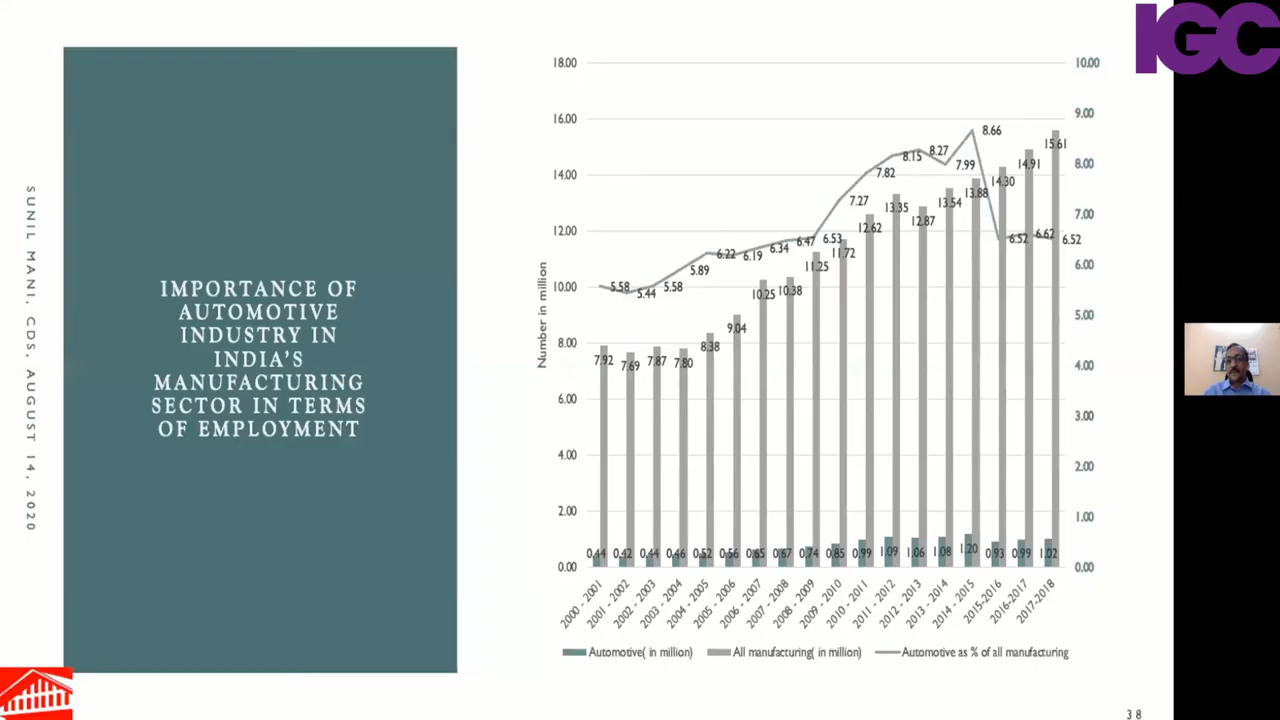 IGC
SUNIL MANI, CDS, AUGUST 14, 2020
IMPORTANCE OF
AUTOMOTIVE
INDUSTRY IN
INDIA'S
MANUFACTURING
SECTOR IN TERMS
OF EMPLOYMENT
Number in million
18.00
16.00
14.00
12.00
10.00
8.00
6.00
4.00
2.00
0.00
5.58 5.44 5.58 5.89 6.22 6.19 6.34 6.47 6.53 7.27 7.82 8.15 8.27 7.99 8.66 6.52 6.62 6.52
7.92 7.69 7.87 7.80 8.38 9.04 10.25 10.38 11.25 11.72 12.62 13.35 12.87 13.54 13.88 14.30 14.91 15.61
0.44 0.42 0.44 0.46 0.52 0.56 0.65 0.67 0.74 0.85 0.99 1.09 1.06 1.08 1.20 0.93 0.99 1.02
10.00
9.00
8.00
7.00
6.00
5.00
4.00
3.00
2.00
1.00
0.00
2000 - 2001
2001 - 2002
2002 - 2003
2003 - 2004
2004 - 2005
2005 - 2006
2006 - 2007
2007 - 2008
2008 - 2009
2009 - 2010
2010 - 2011
2011 - 2012
2012 - 2013
2013 - 2014
2014 - 2015
2015-2016
2016-2017
2017-2018
Automotive( in million) All manufacturing( in million) Automotive as % of all manufacturing
38